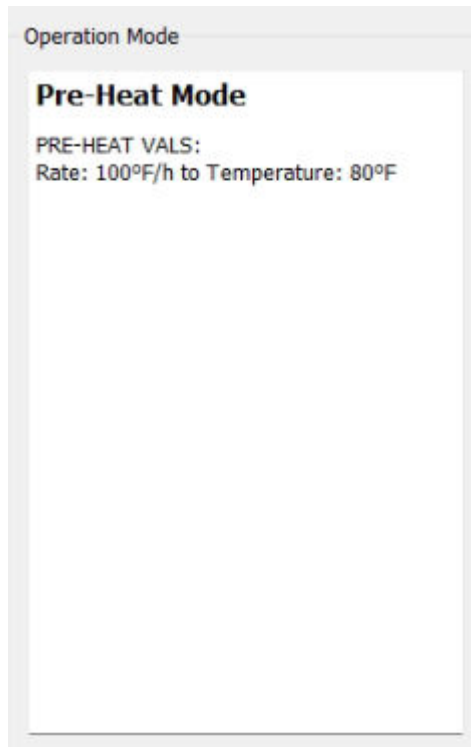 Operation Mode
Pre-Heat Mode
PRE-HEAT VALS:
Rate: 100ºF/h to Temperature: 80ºF